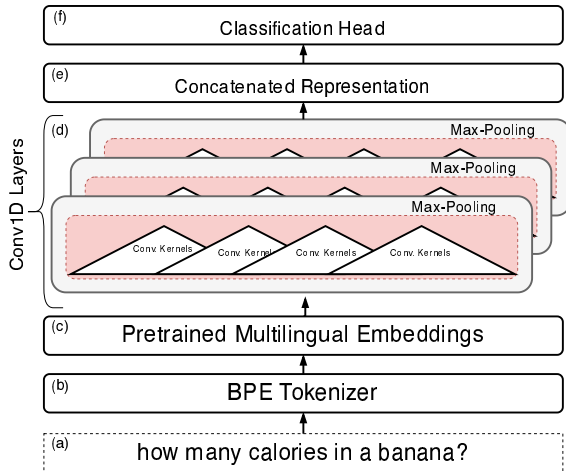 (f) Classification Head
(e) Concatenated Representation
(d)
Conv1D Layers
Max-Pooling
Max-Pooling
Max-Pooling
Conv. Kernels Conv. Kernels Conv. Kernels Conv. Kernels
(c) Pretrained Multilingual Embeddings
(b) BPE Tokenizer
(a) how many calories in a banana?